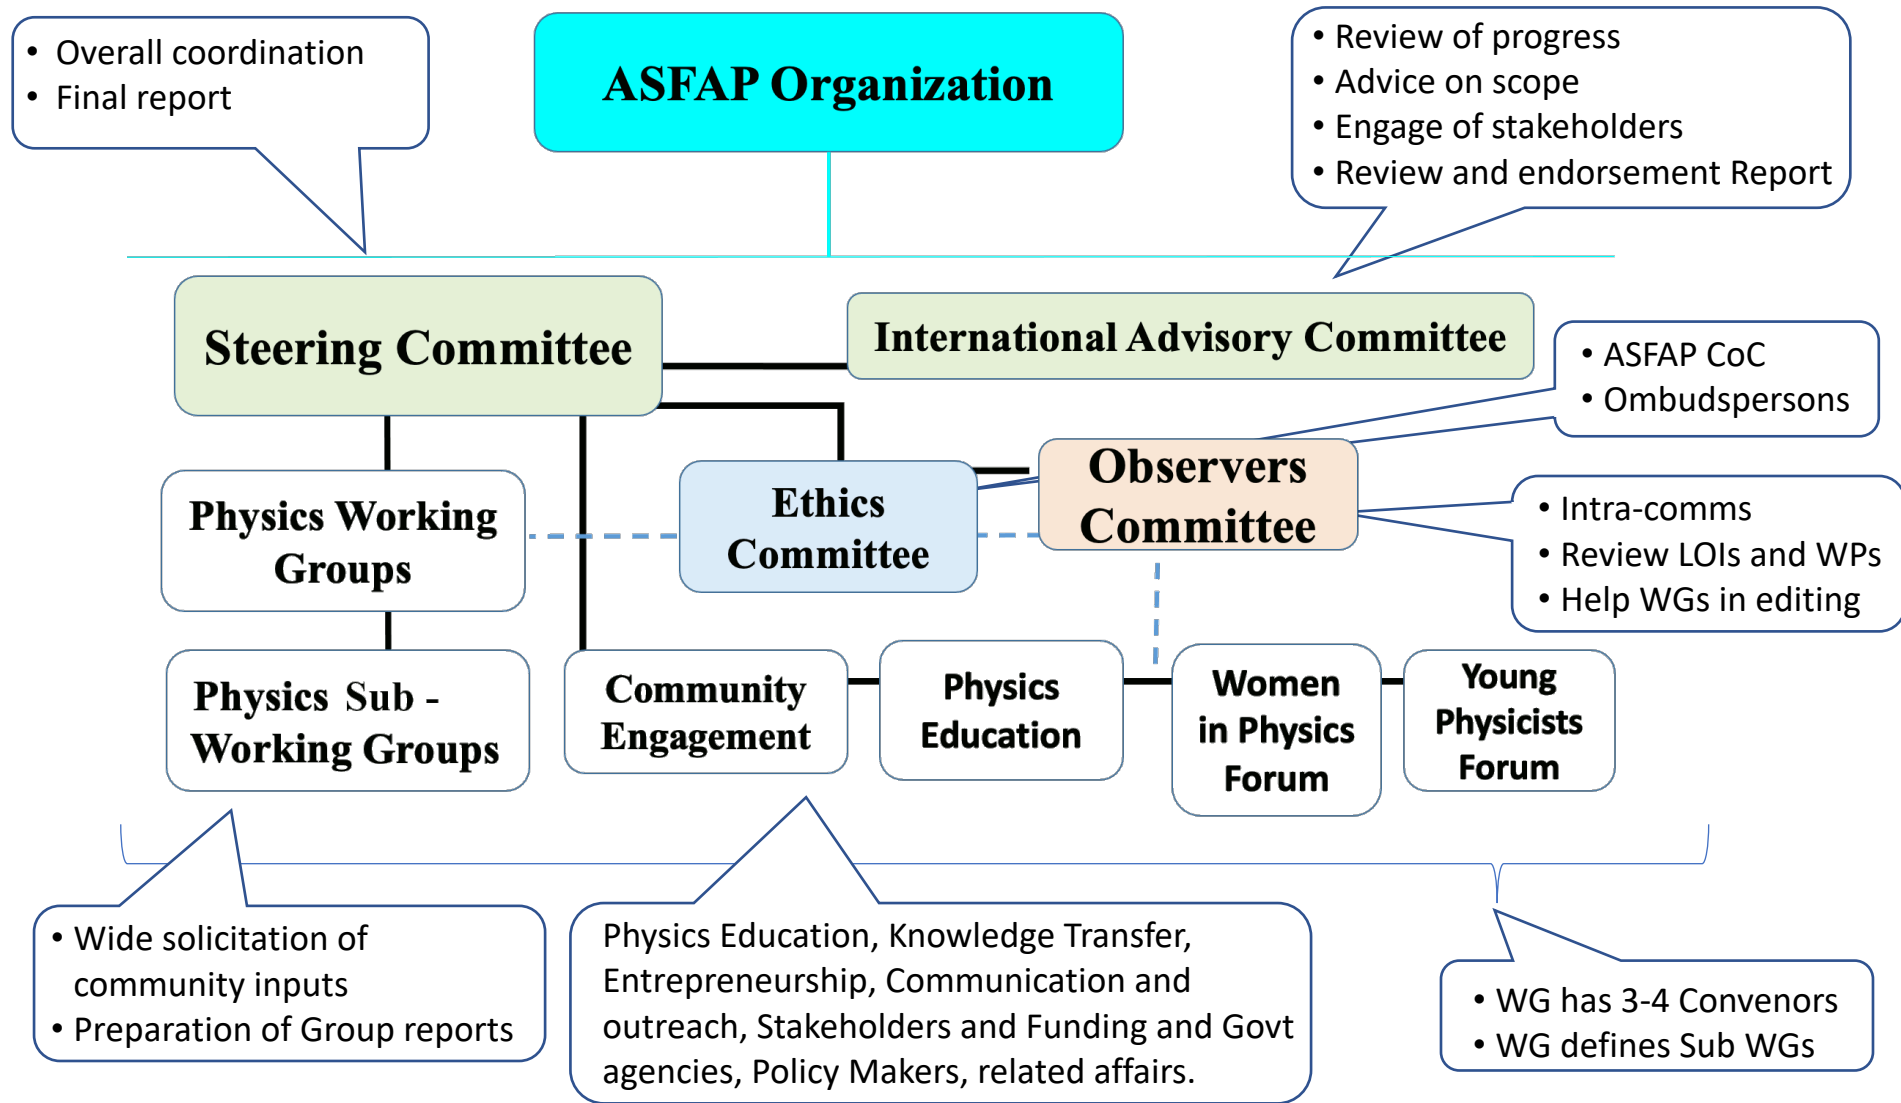 • Overall coordination
• Final report
ASFAP Organization
• Review of progress
• Advice on scope
• Engage of stakeholders
• Review and endorsement Report
Steering Committee
International Advisory Committee
• ASFAP CoC
• Ombudspersons
Physics Working
Groups
Ethics
Committee
Observers
Committee
• Intra-comms
• Review LOIs and WPs
• Help WGs in editing
Physics Sub -
Working Groups
Community
Engagement
Physics
Education
Women
in Physics
Forum
Young
Physicists
Forum
• Wide solicitation of
community inputs
• Preparation of Group reports
Physics Education, Knowledge Transfer,
Entrepreneurship, Communication and
outreach, Stakeholders and Funding and Govt
agencies, Policy Makers, related affairs.
• WG has 3-4 Convenors
• WG defines Sub WGs